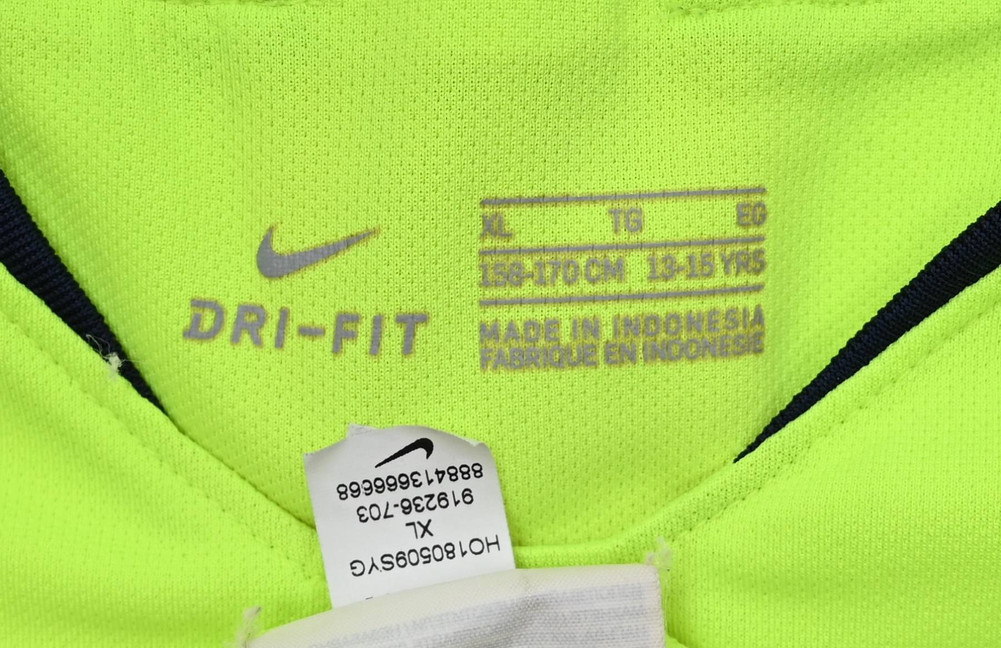 XL TG EG
158-170 CM 13-15 YRS
DRI-FIT
MADE IN INDONESIA
FABRIQUE EN INDONESIE
HO180509SYG
XL
919236-703
888413666668